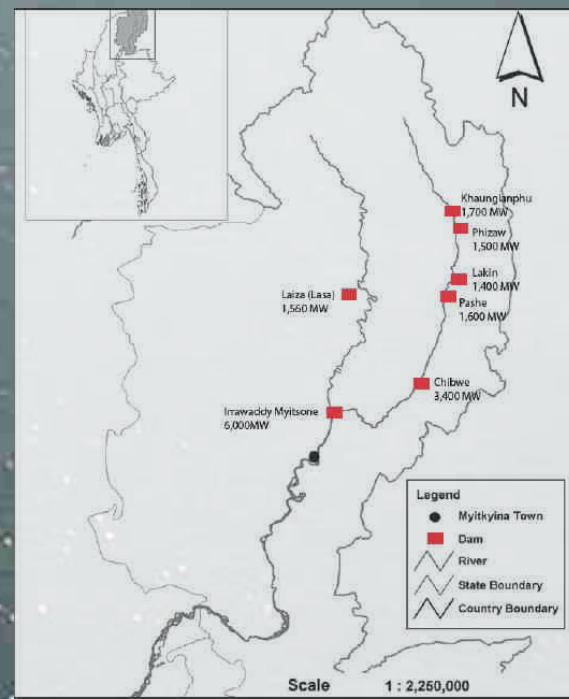 N
Khaunglanphu
1,700 MW
Phizaw
1,500 MW
Lakin
1,400 MW
Pashe
1,600 MW
Laiza (Lasa)
1,560 MW
Chibwe
3,400 MW
Irrawaddy Myitsone
6,000MW
Legend
Myitkyina Town
Dam
River
State Boundary
Country Boundary
Scale 1 : 2,250,000